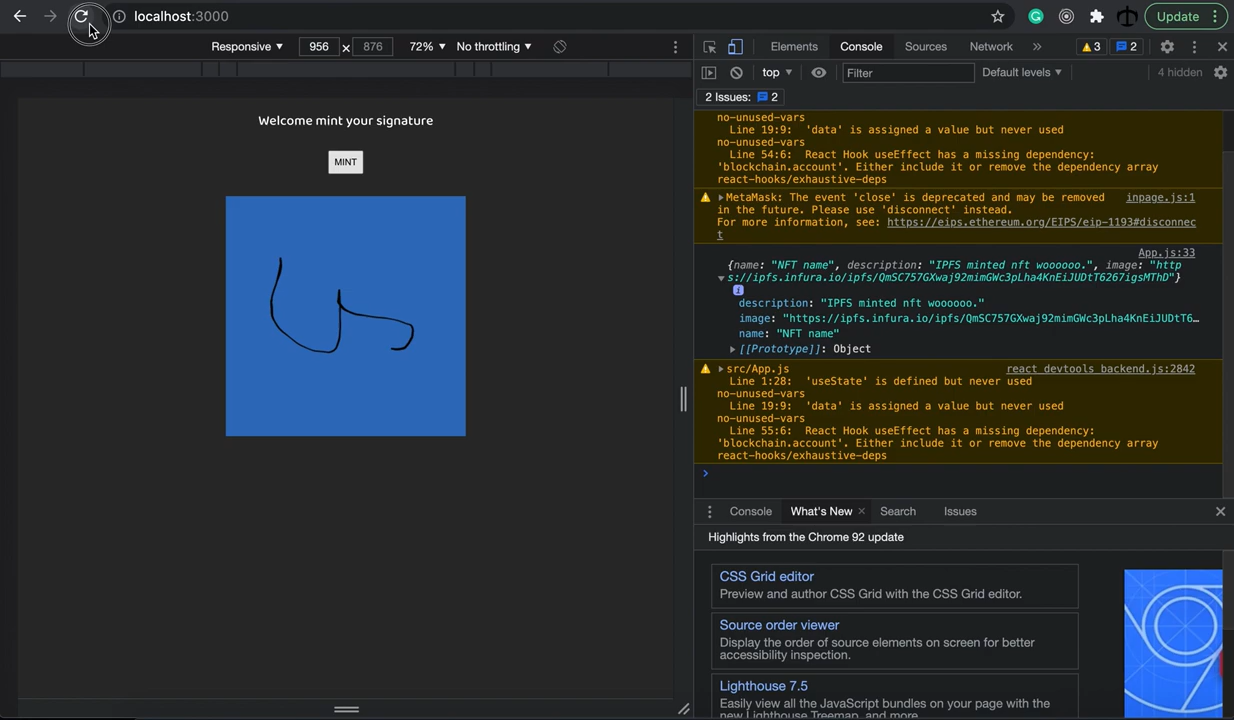 localhost:3000
Update
Responsive 956 × 876 72% No throttling
Elements Console Sources Network » 3 2
top Filter Default levels 4 hidden
2 Issues: 2
Welcome mint your signature
MINT
no-unused-vars
Line 19:9: 'data' is assigned a value but never used
no-unused-vars
Line 54:6: React Hook useEffect has a missing dependency:
'blockchain.account'. Either include it or remove the dependency array
react-hooks/exhaustive-deps
MetaMask: The event 'close' is deprecated and may be removed inpage.js:1
in the future. Please use 'disconnect' instead.
For more information, see: https://eips.ethereum.org/EIPS/eip-1193#disconnec
t
App.js:33
{name: "NFT name", description: "IPFS minted nft woooooo.", image: "http
s://ipfs.infura.io/ipfs/QmSC757GXwaj92mimGWc3pLha4KnEiJUDtT6267igsMThD"}
i
description: "IPFS minted nft woooooo."
image: "https://ipfs.infura.io/ipfs/QmSC757GXwaj92mimGWc3pLha4KnEiJUDtT6…
name: "NFT name"
[[Prototype]]: Object
src/App.js react_devtools_backend.js:2842
Line 1:28: 'useState' is defined but never used
no-unused-vars
Line 19:9: 'data' is assigned a value but never used
no-unused-vars
Line 55:6: React Hook useEffect has a missing dependency:
'blockchain.account'. Either include it or remove the dependency array
react-hooks/exhaustive-deps
Console What's New × Search Issues
Highlights from the Chrome 92 update
CSS Grid editor
Preview and author CSS Grid with the CSS Grid editor.
Source order viewer
Display the order of source elements on screen for better
accessibility inspection.
Lighthouse 7.5
Easily view all the JavaScript bundles on your page with the
new Lighthouse Treemap, and more.